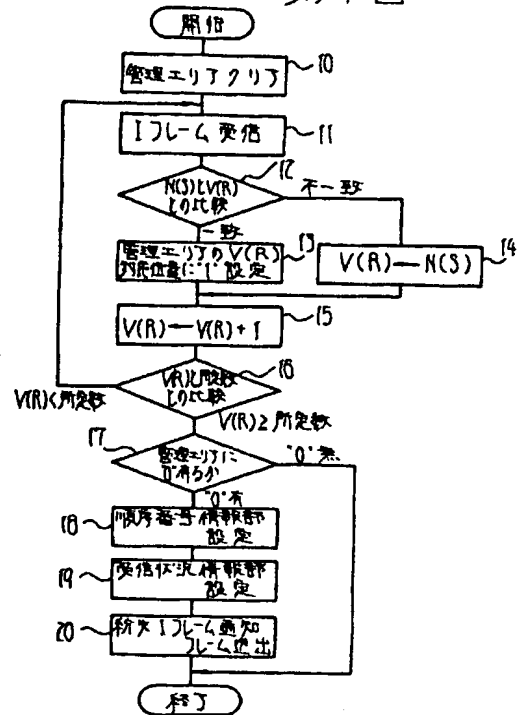 開始
管理エリアクリア
10
Iフレーム受信
11
N(S)とV(R)
との比較
12
不一致
一致
管理エリアのV(R)
対応位置に"1"設定
13
V(R)←N(S)
14
V(R)←V(R)+1
15
V(R)と所定数
との比較
16
V(R)<所定数
V(R)≥所定数
17
管理エリアに
"0"有るか
"0"無
"0"有
18
順序番号情報部
設定
19
受信状況情報部
設定
20
紛失Iフレーム通知
フレーム送出
終了